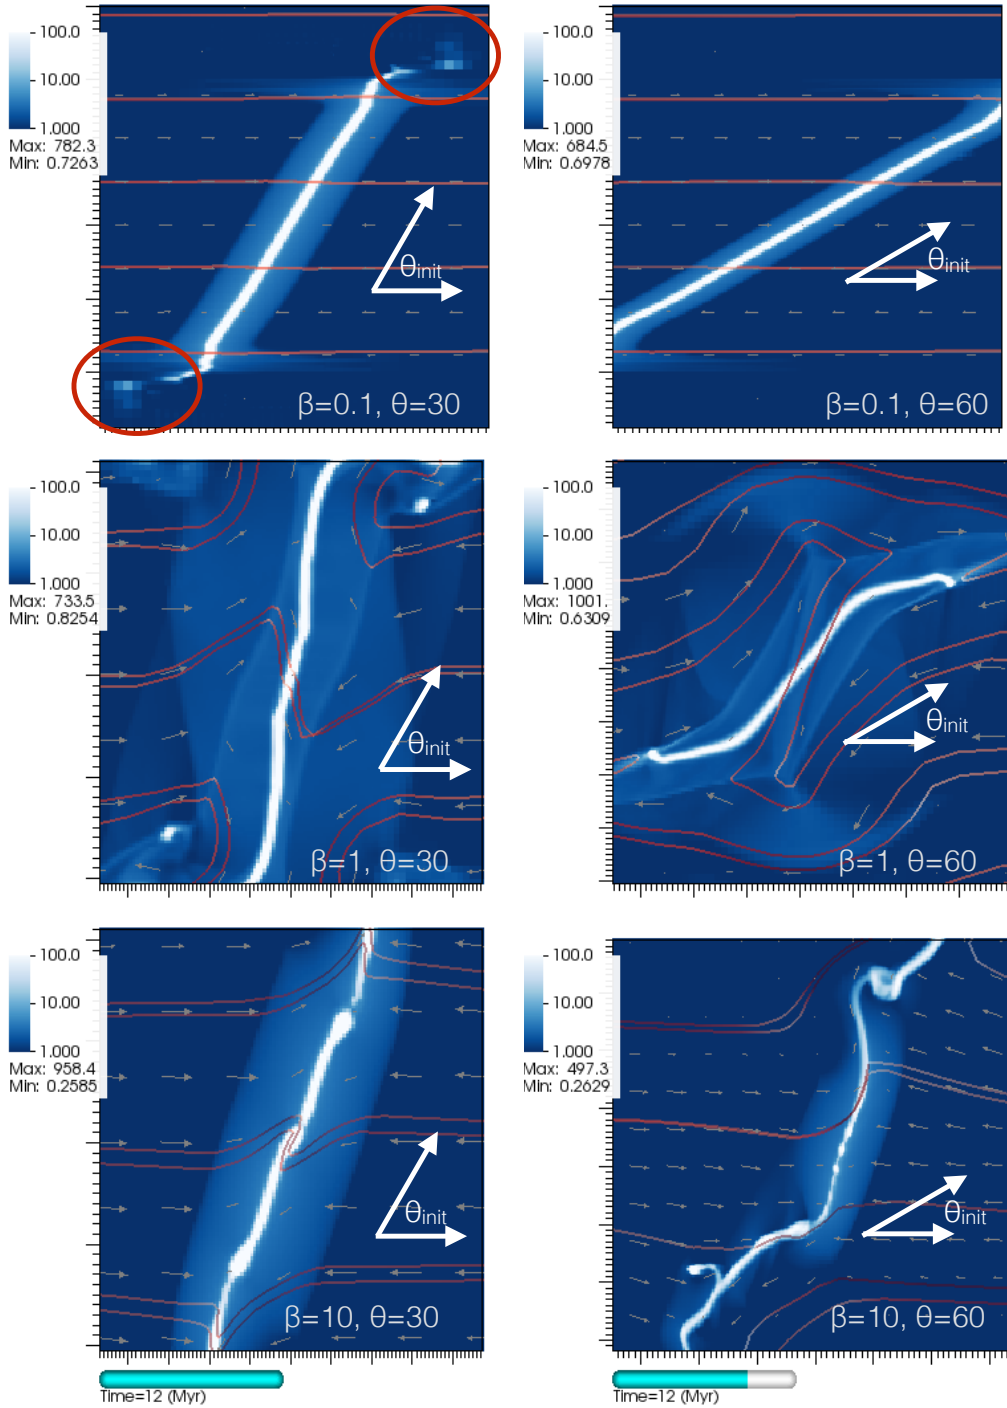 100.0
10.00
1.000
Max: 782.3
Min: 0.7263
θinit
β=0.1, θ=30
100.0
10.00
1.000
Max: 684.5
Min: 0.6978
θinit
β=0.1, θ=60
100.0
10.00
1.000
Max: 733.5
Min: 0.8254
θinit
β=1, θ=30
100.0
10.00
1.000
Max: 1001.
Min: 0.6309
θinit
β=1, θ=60
100.0
10.00
1.000
Max: 958.4
Min: 0.2585
θinit
β=10, θ=30
Time=12 (Myr)
100.0
10.00
1.000
Max: 497.3
Min: 0.2629
θinit
β=10, θ=60
Time=12 (Myr)